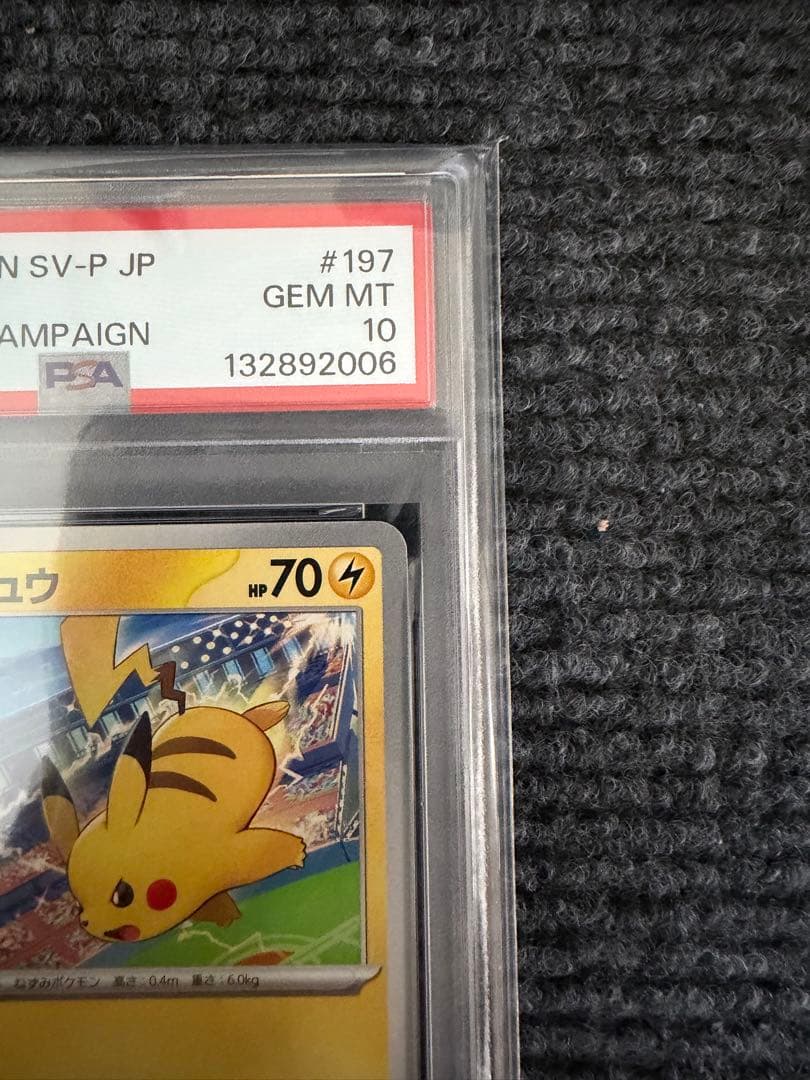 N SV-P JP #197
GEM MT
AMPAIGN 10
PSA 132892006
ュウ HP70
ねずみポケモン 高さ:0.4m 重さ:6.0kg